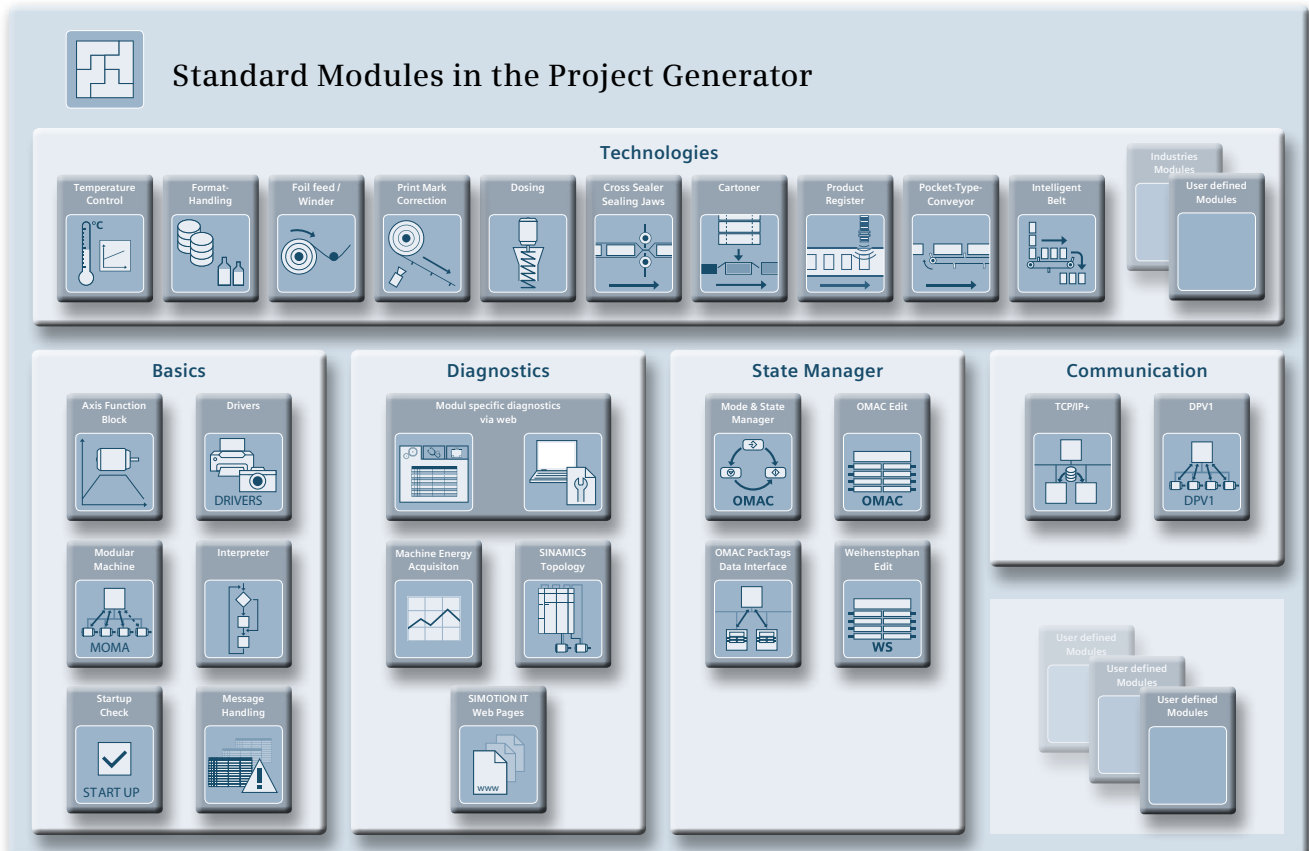 Standard Modules in the Project Generator
Technologies
Temperature
Control
°C
Format-
Handling
Foil feed /
Winder
Print Mark
Correction
Dosing
Cross Sealer
Sealing Jaws
Cartoner
Product
Register
Pocket-Type-
Conveyor
Intelligent
Belt
Industries
Modules
User defined
Modules
Basics
Axis Function
Block
Drivers
DRIVERS
Modular
Machine
MOMA
Interpreter
Startup
Check
START UP
Message
Handling
Diagnostics
Modul specific diagnostics
via web
Machine Energy
Acquisiton
SINAMICS
Topology
SIMOTION IT
Web Pages
www
State Manager
Mode & State
Manager
OMAC
OMAC Edit
OMAC
OMAC PackTags
Data Interface
Weihenstephan
Edit
WS
Communication
TCP/IP+
DPV1
DPV1
User defined
Modules
User defined
Modules
User defined
Modules